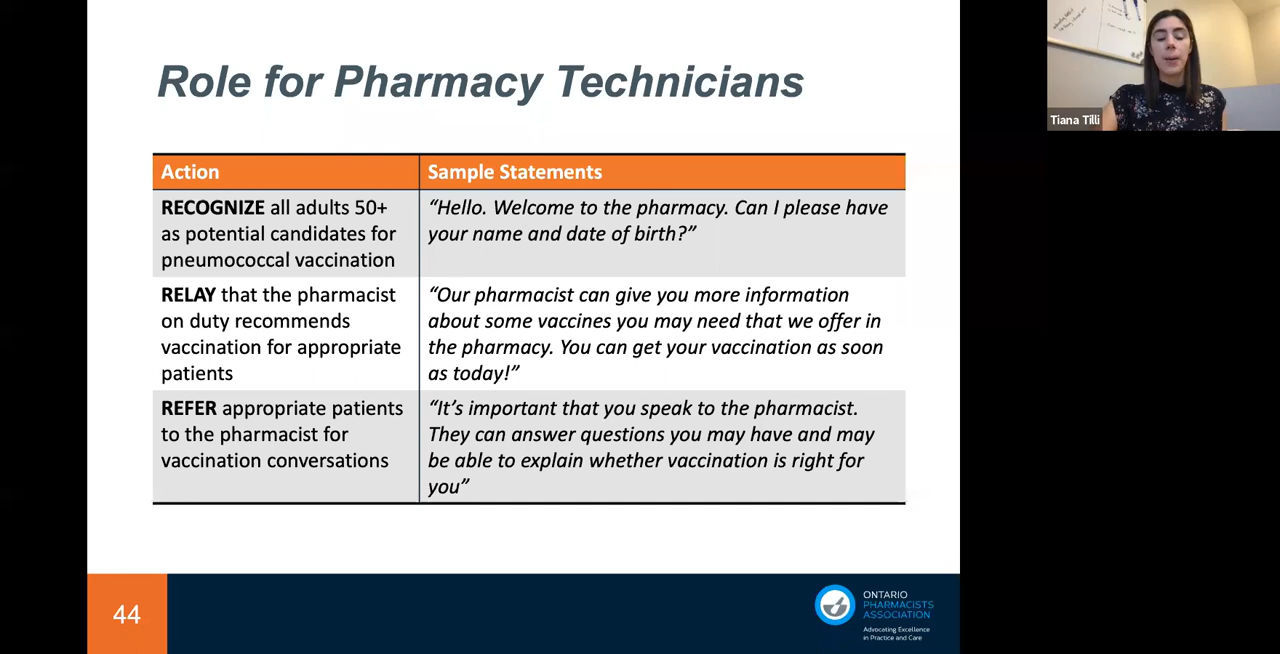 Role for Pharmacy Technicians
Action
Sample Statements
RECOGNIZE all adults 50+
as potential candidates for
pneumococcal vaccination
“Hello. Welcome to the pharmacy. Can I please have
your name and date of birth?”
RELAY that the pharmacist
on duty recommends
vaccination for appropriate
patients
“Our pharmacist can give you more information
about some vaccines you may need that we offer in
the pharmacy. You can get your vaccination as soon
as today!”
REFER appropriate patients
to the pharmacist for
vaccination conversations
“It’s important that you speak to the pharmacist.
They can answer questions you may have and may
be able to explain whether vaccination is right for
you”
44
ONTARIO
PHARMACISTS
ASSOCIATION
Advocating Excellence
in Practice and Care
Tiana Tilli